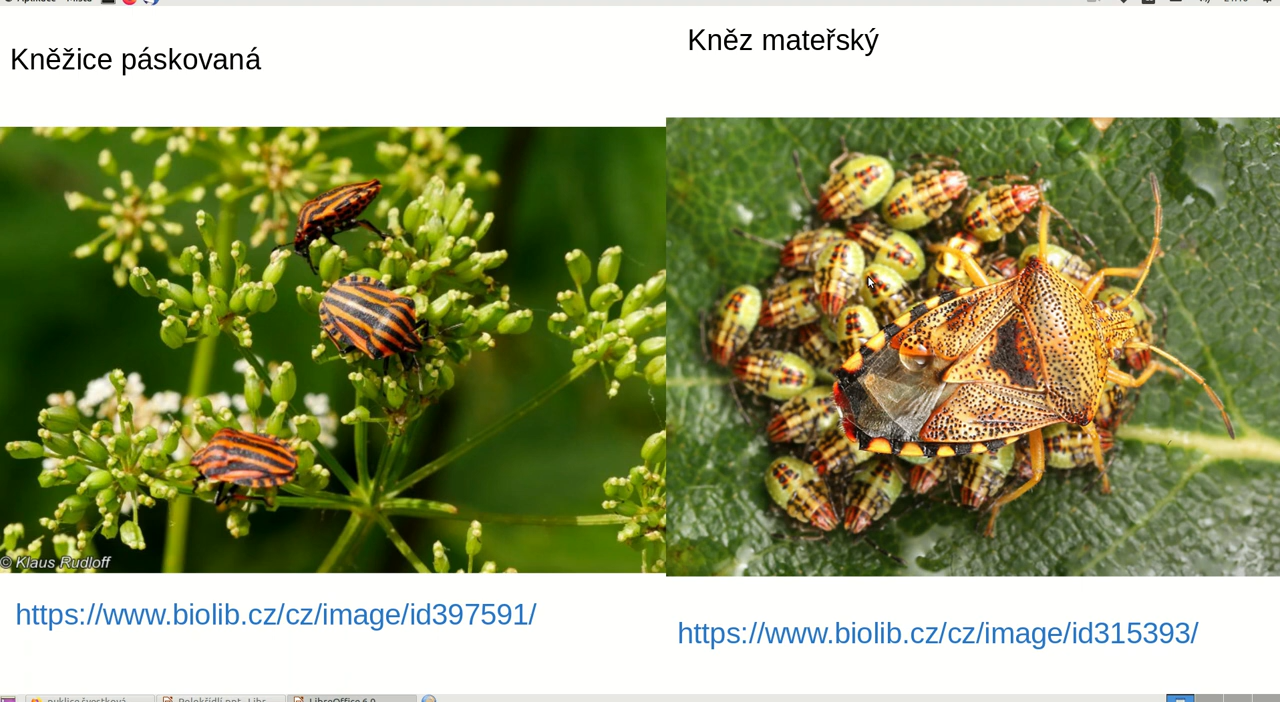 Kněžice páskovaná
Kněz mateřský
© Klaus Rudloff
https://www.biolib.cz/cz/image/id397591/
https://www.biolib.cz/cz/image/id315393/